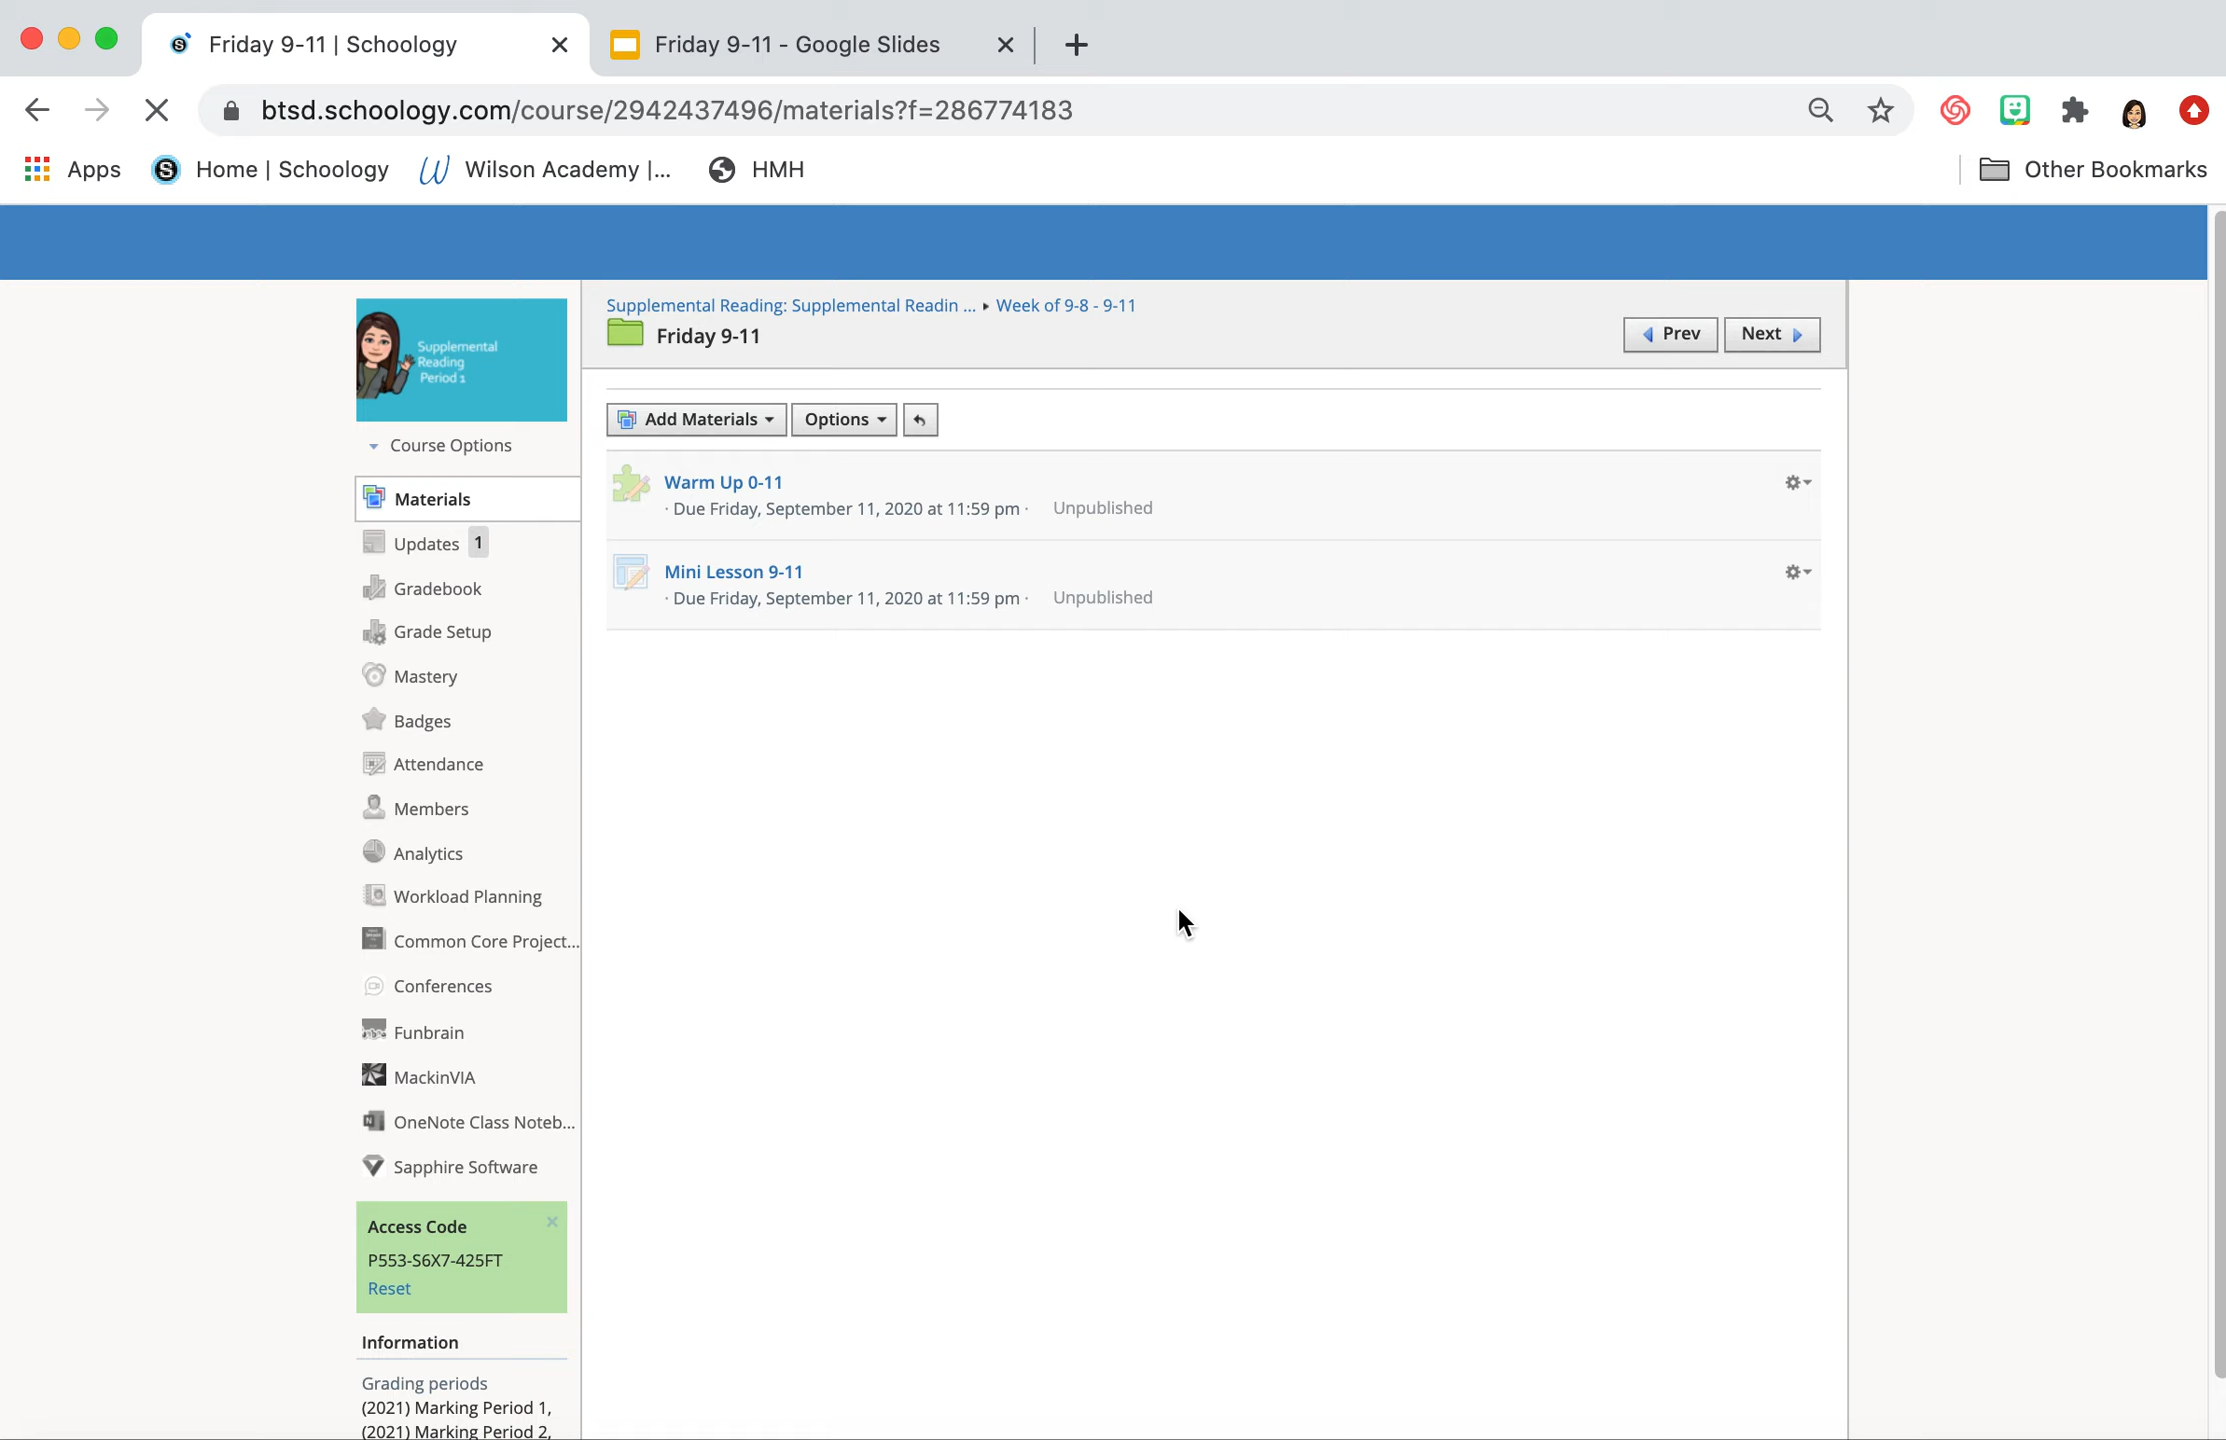 Friday 9-11 | Schoology
Friday 9-11 - Google Slides
btsd.schoology.com/course/2942437496/materials?f=286774183
Apps
Home | Schoology
Wilson Academy |...
HMH
Other Bookmarks
Supplemental Reading Period 1
Course Options
Materials
Updates 1
Gradebook
Grade Setup
Mastery
Badges
Attendance
Members
Analytics
Workload Planning
Common Core Project...
Conferences
Funbrain
MackinVIA
OneNote Class Noteb...
Sapphire Software
Access Code
P553-S6X7-425FT
Reset
Information
Grading periods
(2021) Marking Period 1,
(2021) Marking Period 2,
Supplemental Reading: Supplemental Readin ... ▸ Week of 9-8 - 9-11
Friday 9-11
Prev
Next
Add Materials
Options
Warm Up 0-11
· Due Friday, September 11, 2020 at 11:59 pm · Unpublished
Mini Lesson 9-11
· Due Friday, September 11, 2020 at 11:59 pm · Unpublished